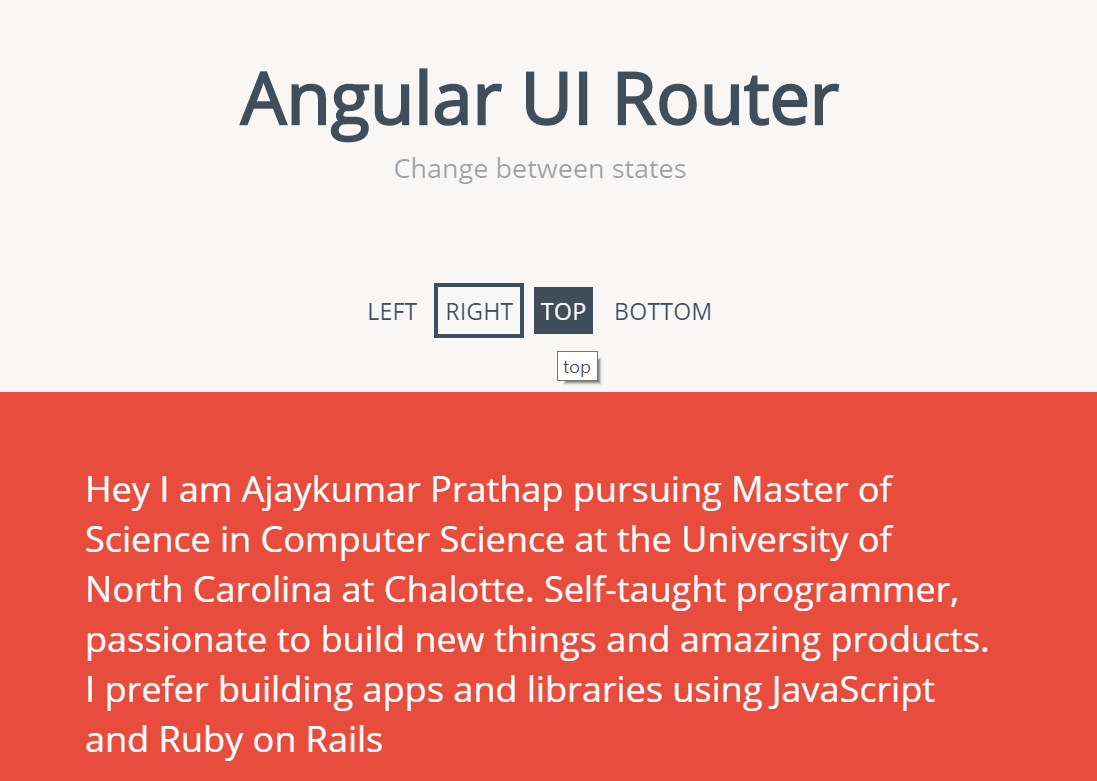 Angular UI Router
Change between states
LEFT RIGHT TOP BOTTOM
top
Hey I am Ajaykumar Prathap pursuing Master of
Science in Computer Science at the University of
North Carolina at Chalotte. Self-taught programmer,
passionate to build new things and amazing products.
I prefer building apps and libraries using JavaScript
and Ruby on Rails